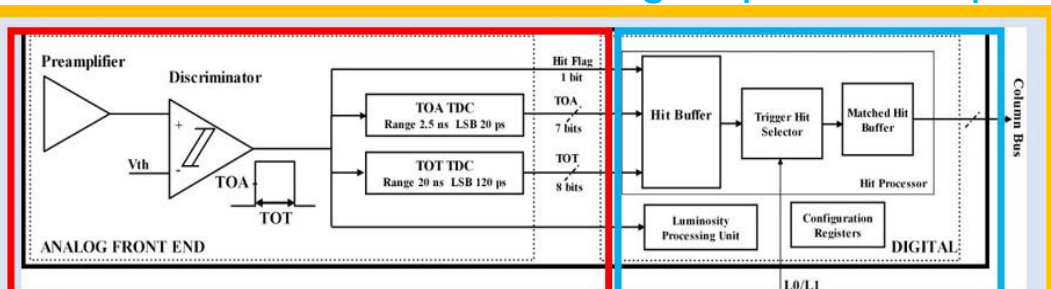 Preamplifier
Discriminator
Vth
+
-
TOA
TOT
TOA TDC
Range 2.5 ns LSB 20 ps
TOT TDC
Range 20 ns LSB 120 ps
Hit Flag
1 bit
TOA
7 bits
TOT
8 bits
ANALOG FRONT END
Hit Buffer
Trigger Hit
Selector
Matched Hit
Buffer
Hit Processor
Luminosity
Processing Unit
Configuration
Registers
DIGITAL
L0/L1
Column Bus